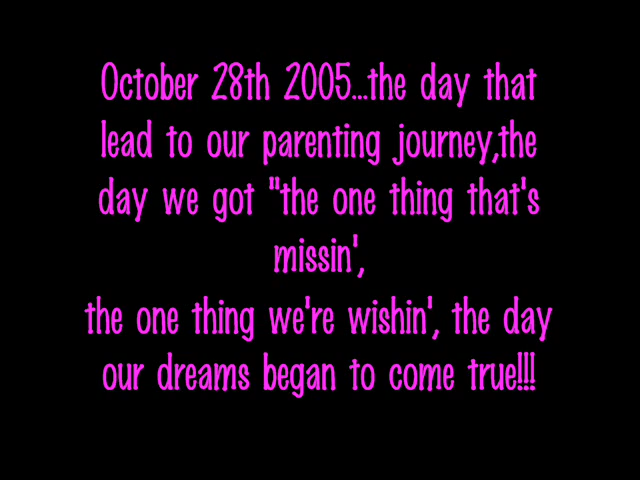 October 28th 2005...the day that
lead to our parenting journey,the
day we got "the one thing that's
missin',
the one thing we're wishin', the day
our dreams began to come true!!!